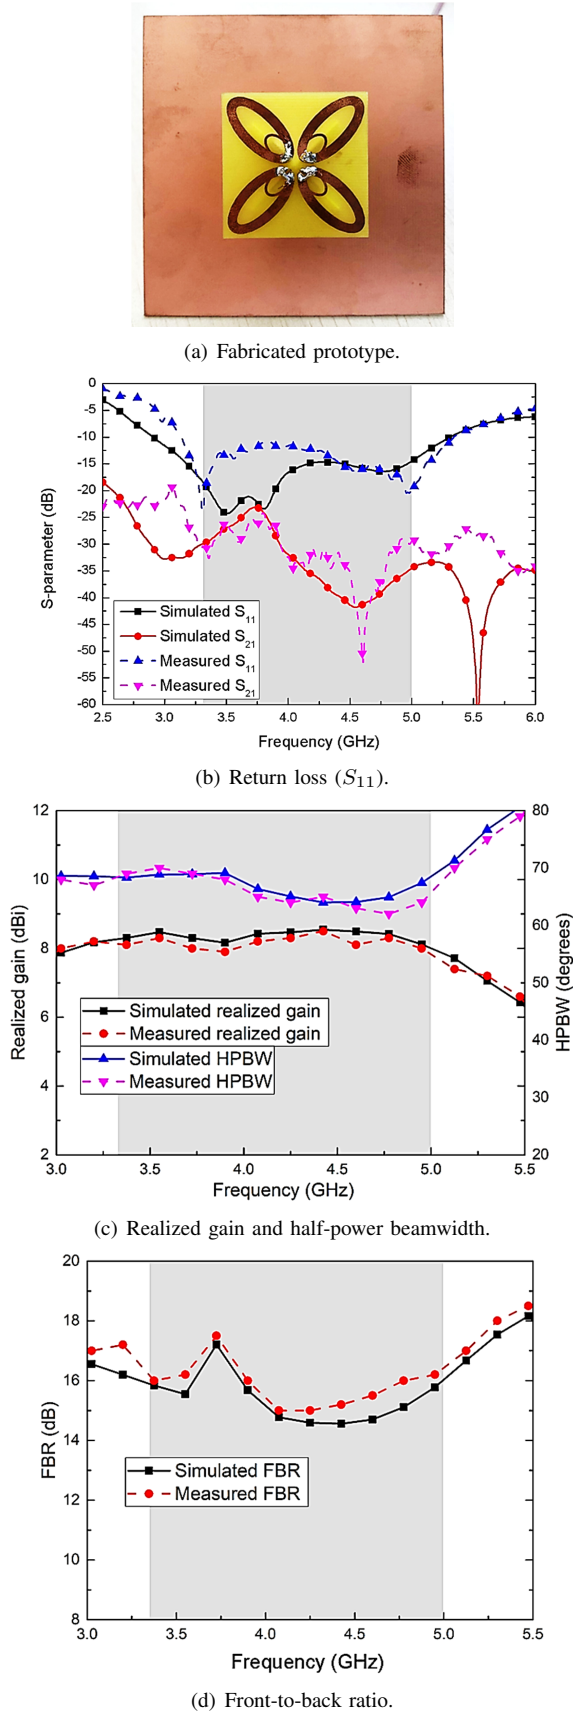 (a) Fabricated prototype.
0
-5
-10
-15
-20
-25
-30
-35
-40
-45
-50
-55
-60
S-parameter (dB)
Simulated S11
Simulated S21
Measured S11
Measured S21
2.5 3.0 3.5 4.0 4.5 5.0 5.5 6.0
Frequency (GHz)
(b) Return loss (S11).
12
10
8
6
4
2
Realized gain (dBi)
80
70
60
50
40
30
20
HPBW (degrees)
Simulated realized gain
Measured realized gain
Simulated HPBW
Measured HPBW
3.0 3.5 4.0 4.5 5.0 5.5
Frequency (GHz)
(c) Realized gain and half-power beamwidth.
20
18
16
14
12
10
8
FBR (dB)
Simulated FBR
Measured FBR
3.0 3.5 4.0 4.5 5.0 5.5
Frequency (GHz)
(d) Front-to-back ratio.